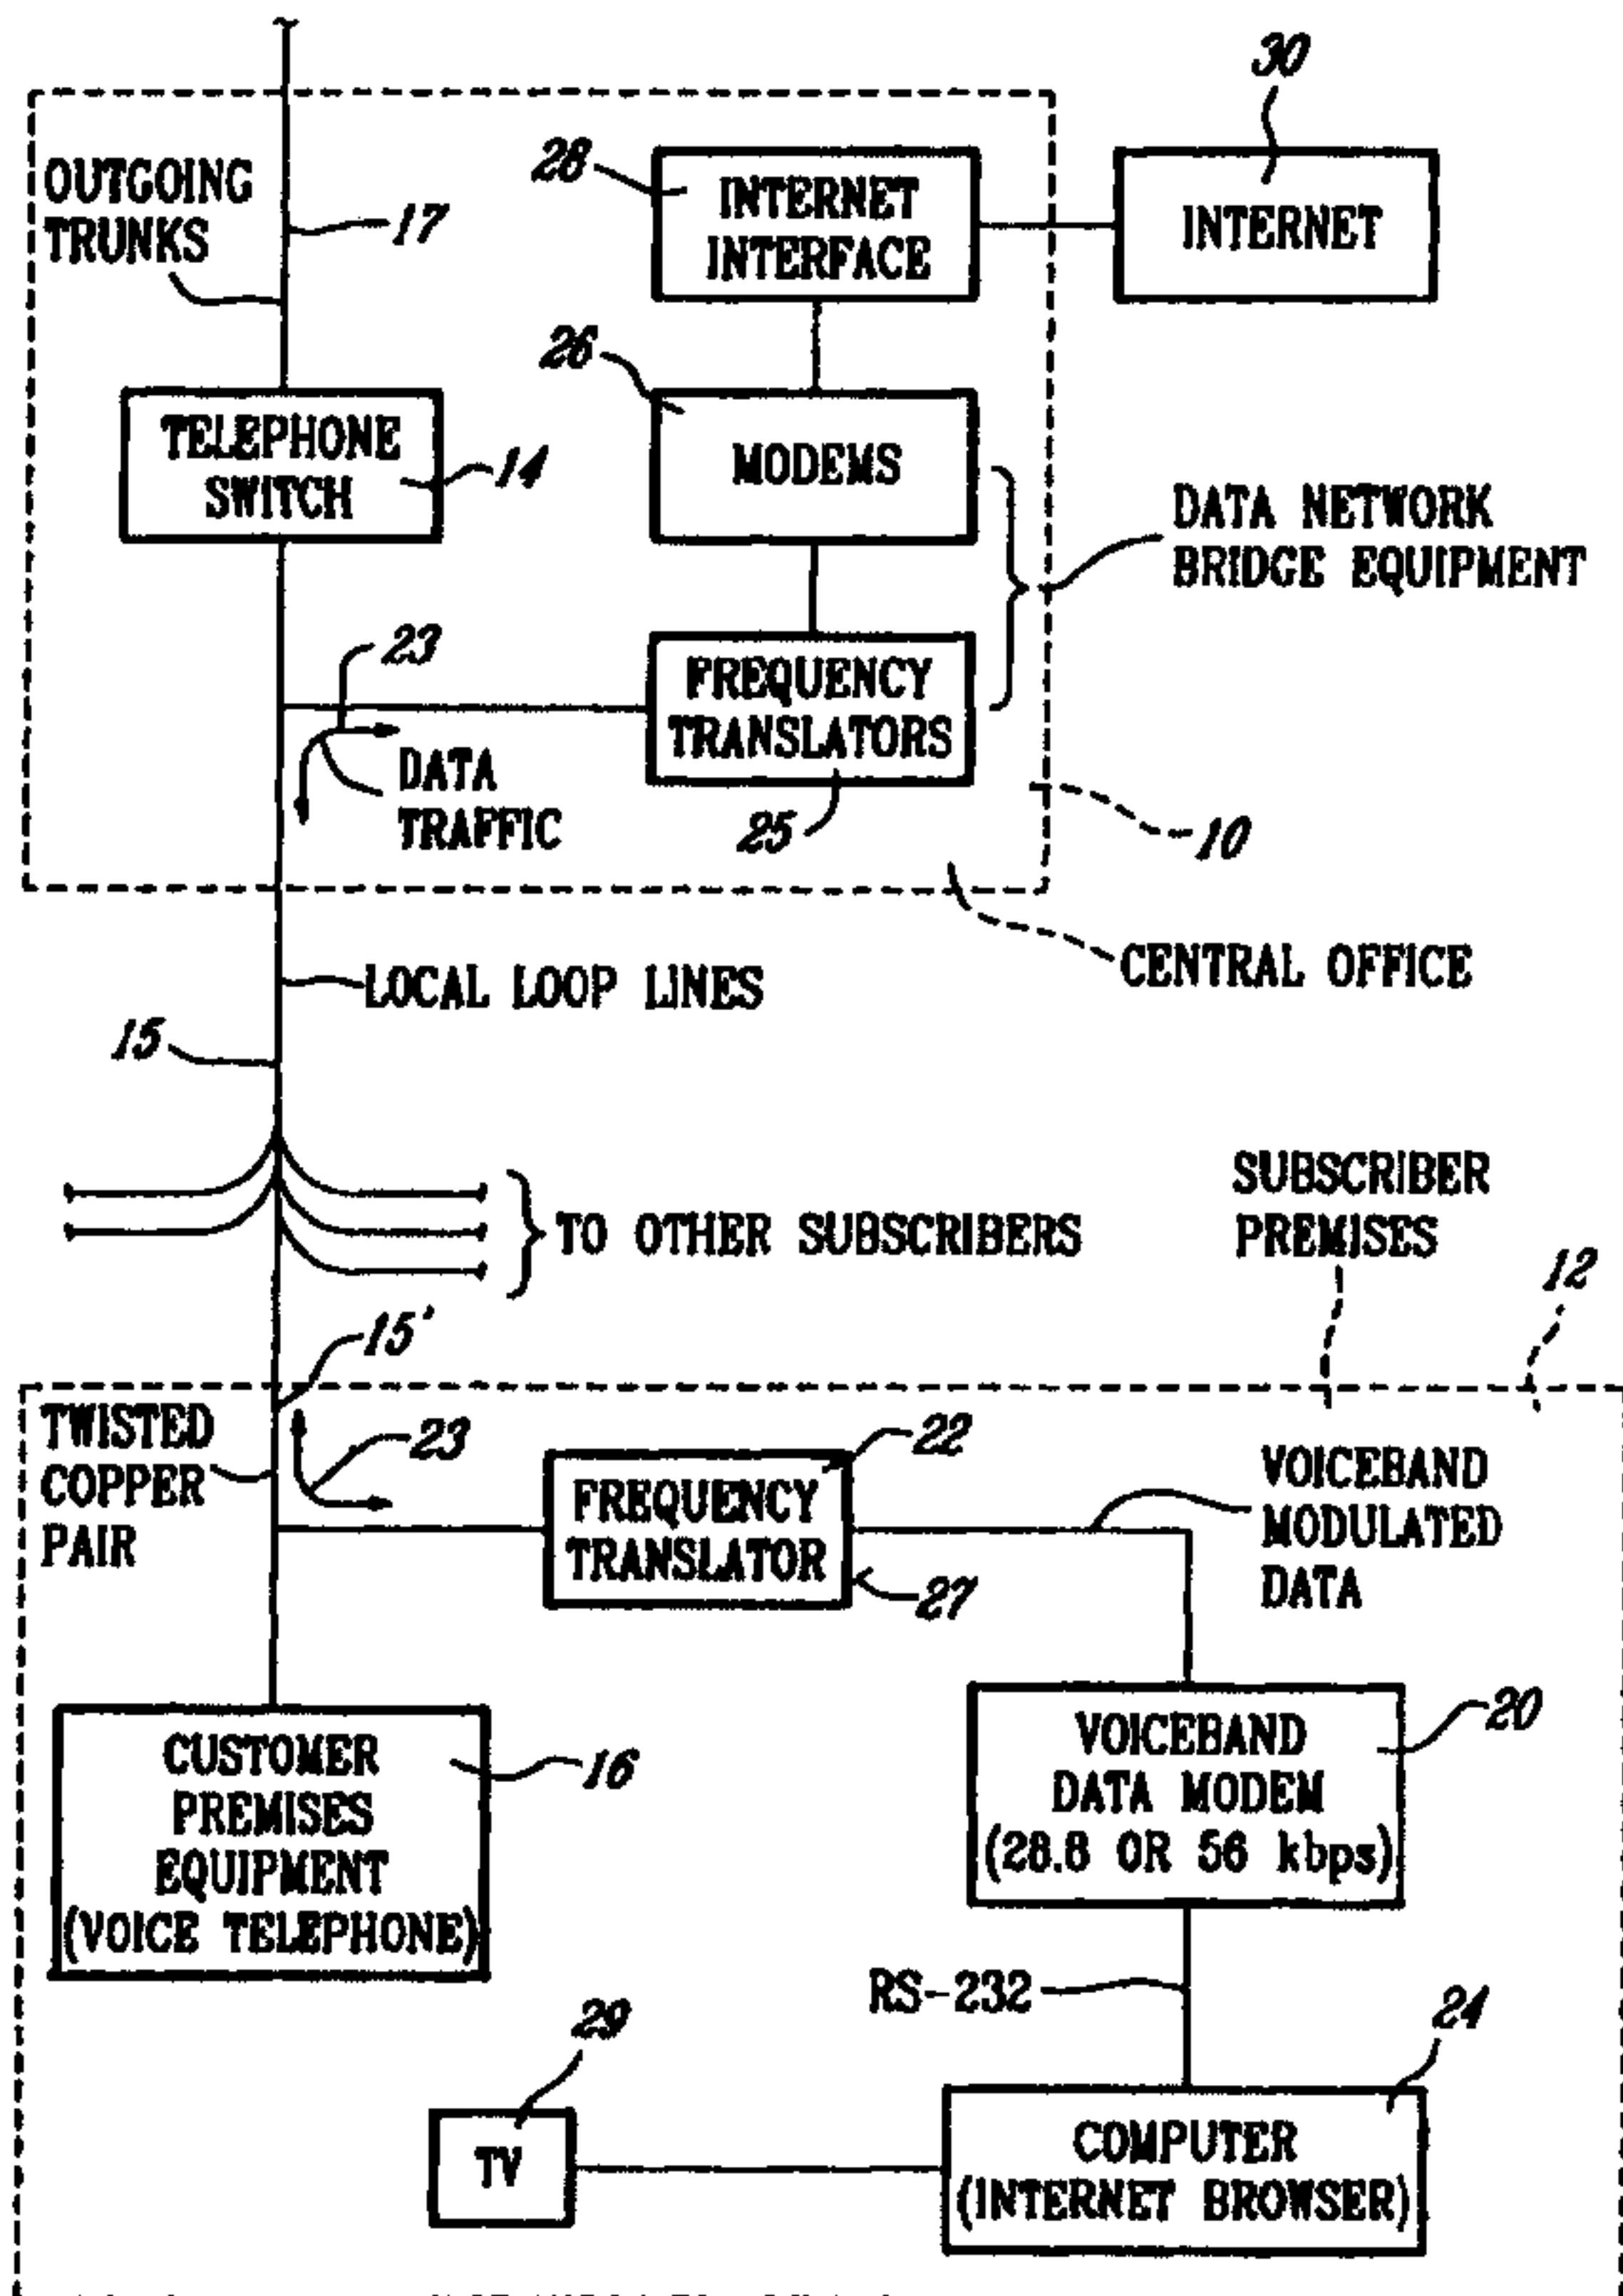 30
OUTGOING
TRUNKS
17
28
INTERNET
INTERFACE
INTERNET
26
TELEPHONE
SWITCH
14
MODEMS
DATA NETWORK
BRIDGE EQUIPMENT
23
FREQUENCY
TRANSLATORS
DATA
TRAFFIC
25
10
CENTRAL OFFICE
LOCAL LOOP LINES
15
TO OTHER SUBSCRIBERS
SUBSCRIBER
PREMISES
12
15'
TWISTED
COPPER
PAIR
23
22
FREQUENCY
TRANSLATOR
27
VOICEBAND
MODULATED
DATA
CUSTOMER
PREMISES
EQUIPMENT
(VOICE TELEPHONE)
16
VOICEBAND
DATA MODEM
(28.8 OR 56 kbps)
20
RS-232
29
TV
24
COMPUTER
(INTERNET BROWSER)